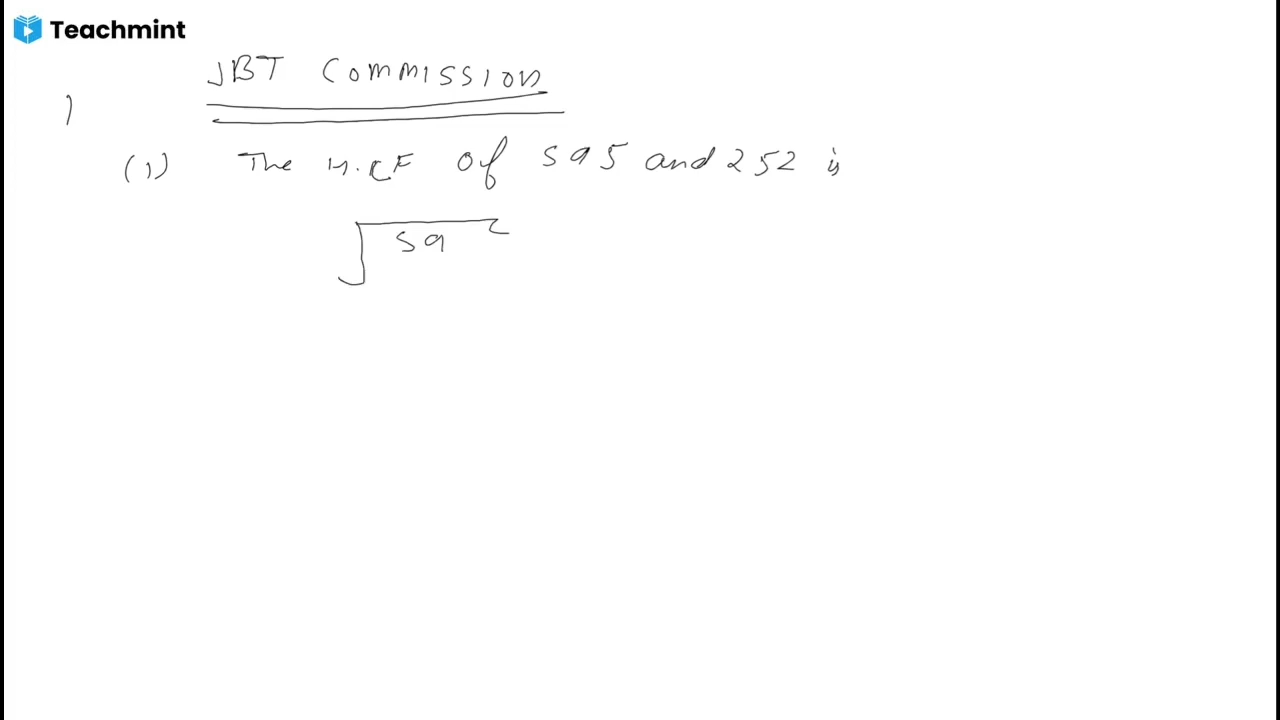 Teachmint
JBT COMMISSION
)
(1) The H.CF of 595 and 252 is
59